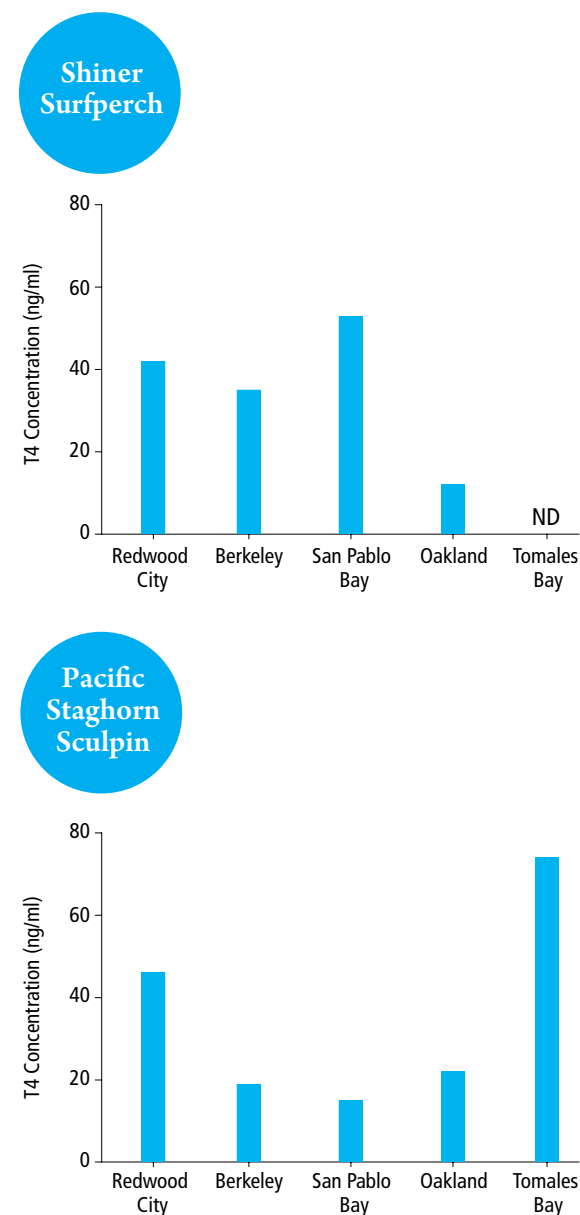 Shiner
Surfperch
T4 Concentration (ng/ml)
80
60
40
20
0
ND
Redwood City
Berkeley
San Pablo Bay
Oakland
Tomales Bay
Pacific
Staghorn
Sculpin
T4 Concentration (ng/ml)
80
60
40
20
0
Redwood City
Berkeley
San Pablo Bay
Oakland
Tomales Bay